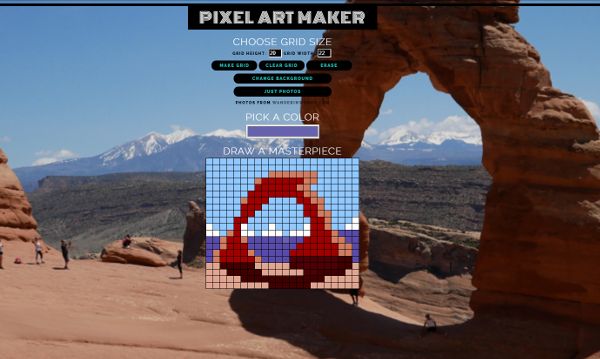 PIXEL ART MAKER
CHOOSE GRID SIZE
GRID HEIGHT: 20 GRID WIDTH: 22
MAKE GRID CLEAR GRID ERASE
CHANGE BACKGROUND
JUST PHOTOS
PHOTOS FROM
PICK A COLOR
DRAW A MASTERPIECE